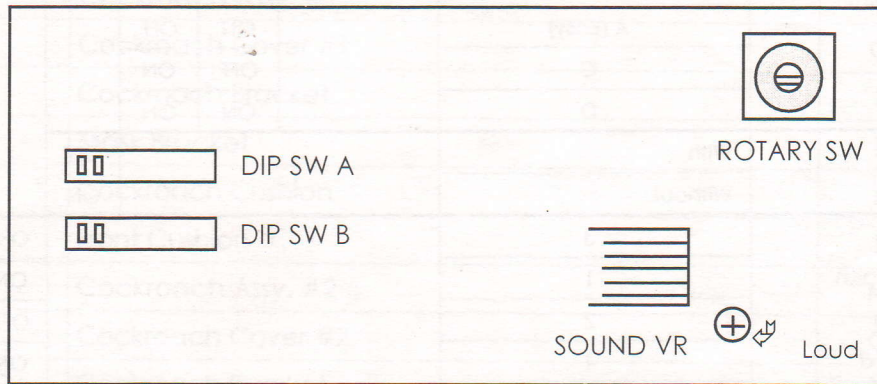 ROTARY SW
DIP SW A
DIP SW B
SOUND VR
Loud